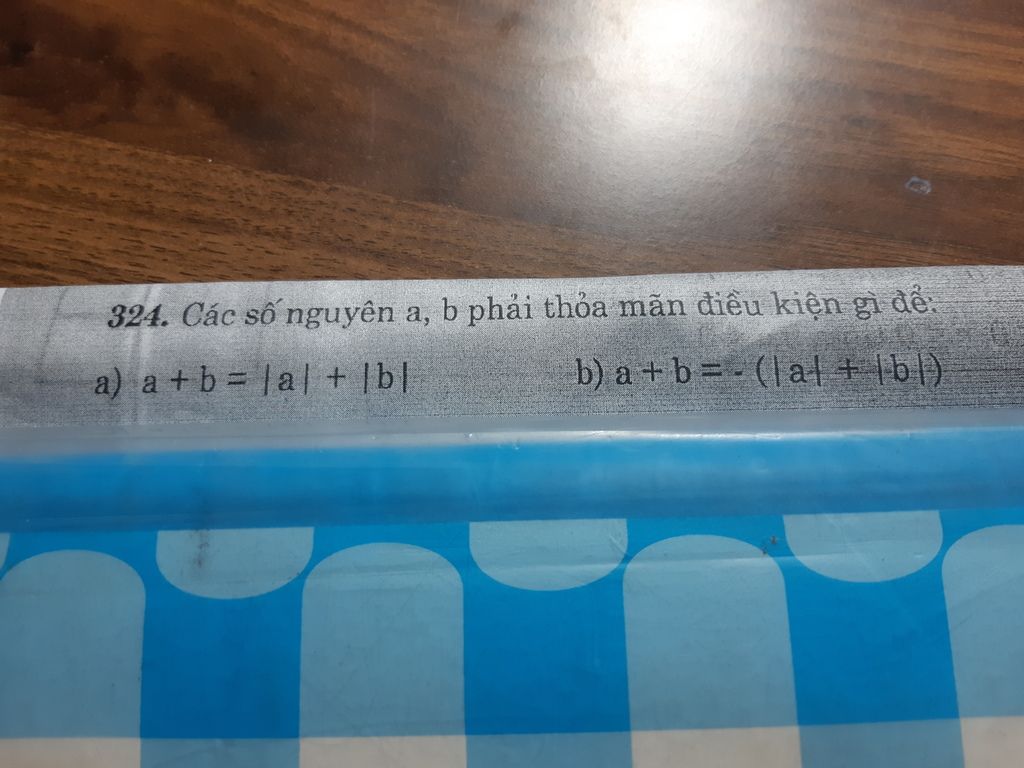 324. Các số nguyên a, b phải thỏa mãn điều kiện gì để:
a) a + b = |a| + |b| b) a + b = - (|a| + |b|)